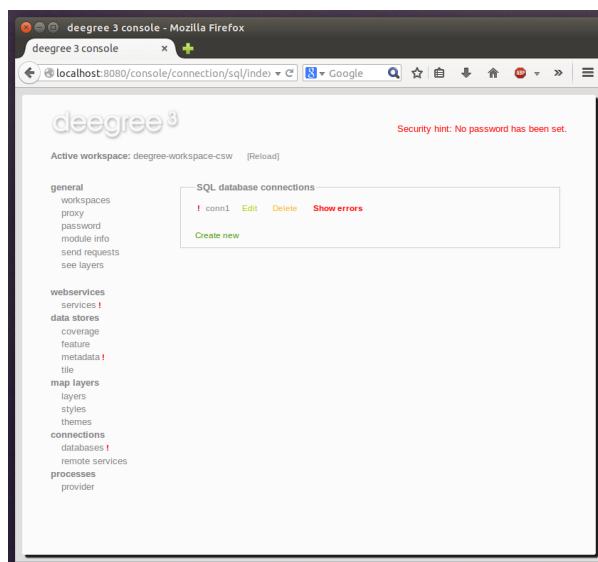 deegree 3 console - Mozilla Firefox
deegree 3 console × +
localhost:8080/console/connection/sql/index Google ABP »
deegree 3
Security hint: No password has been set.
Active workspace: deegree-workspace-csw [Reload]
general
workspaces
proxy
password
module info
send requests
see layers
webservices
services !
data stores
coverage
feature
metadata !
tile
map layers
layers
styles
themes
connections
databases !
remote services
processes
provider
SQL database connections
! conn1 Edit Delete Show errors
Create new